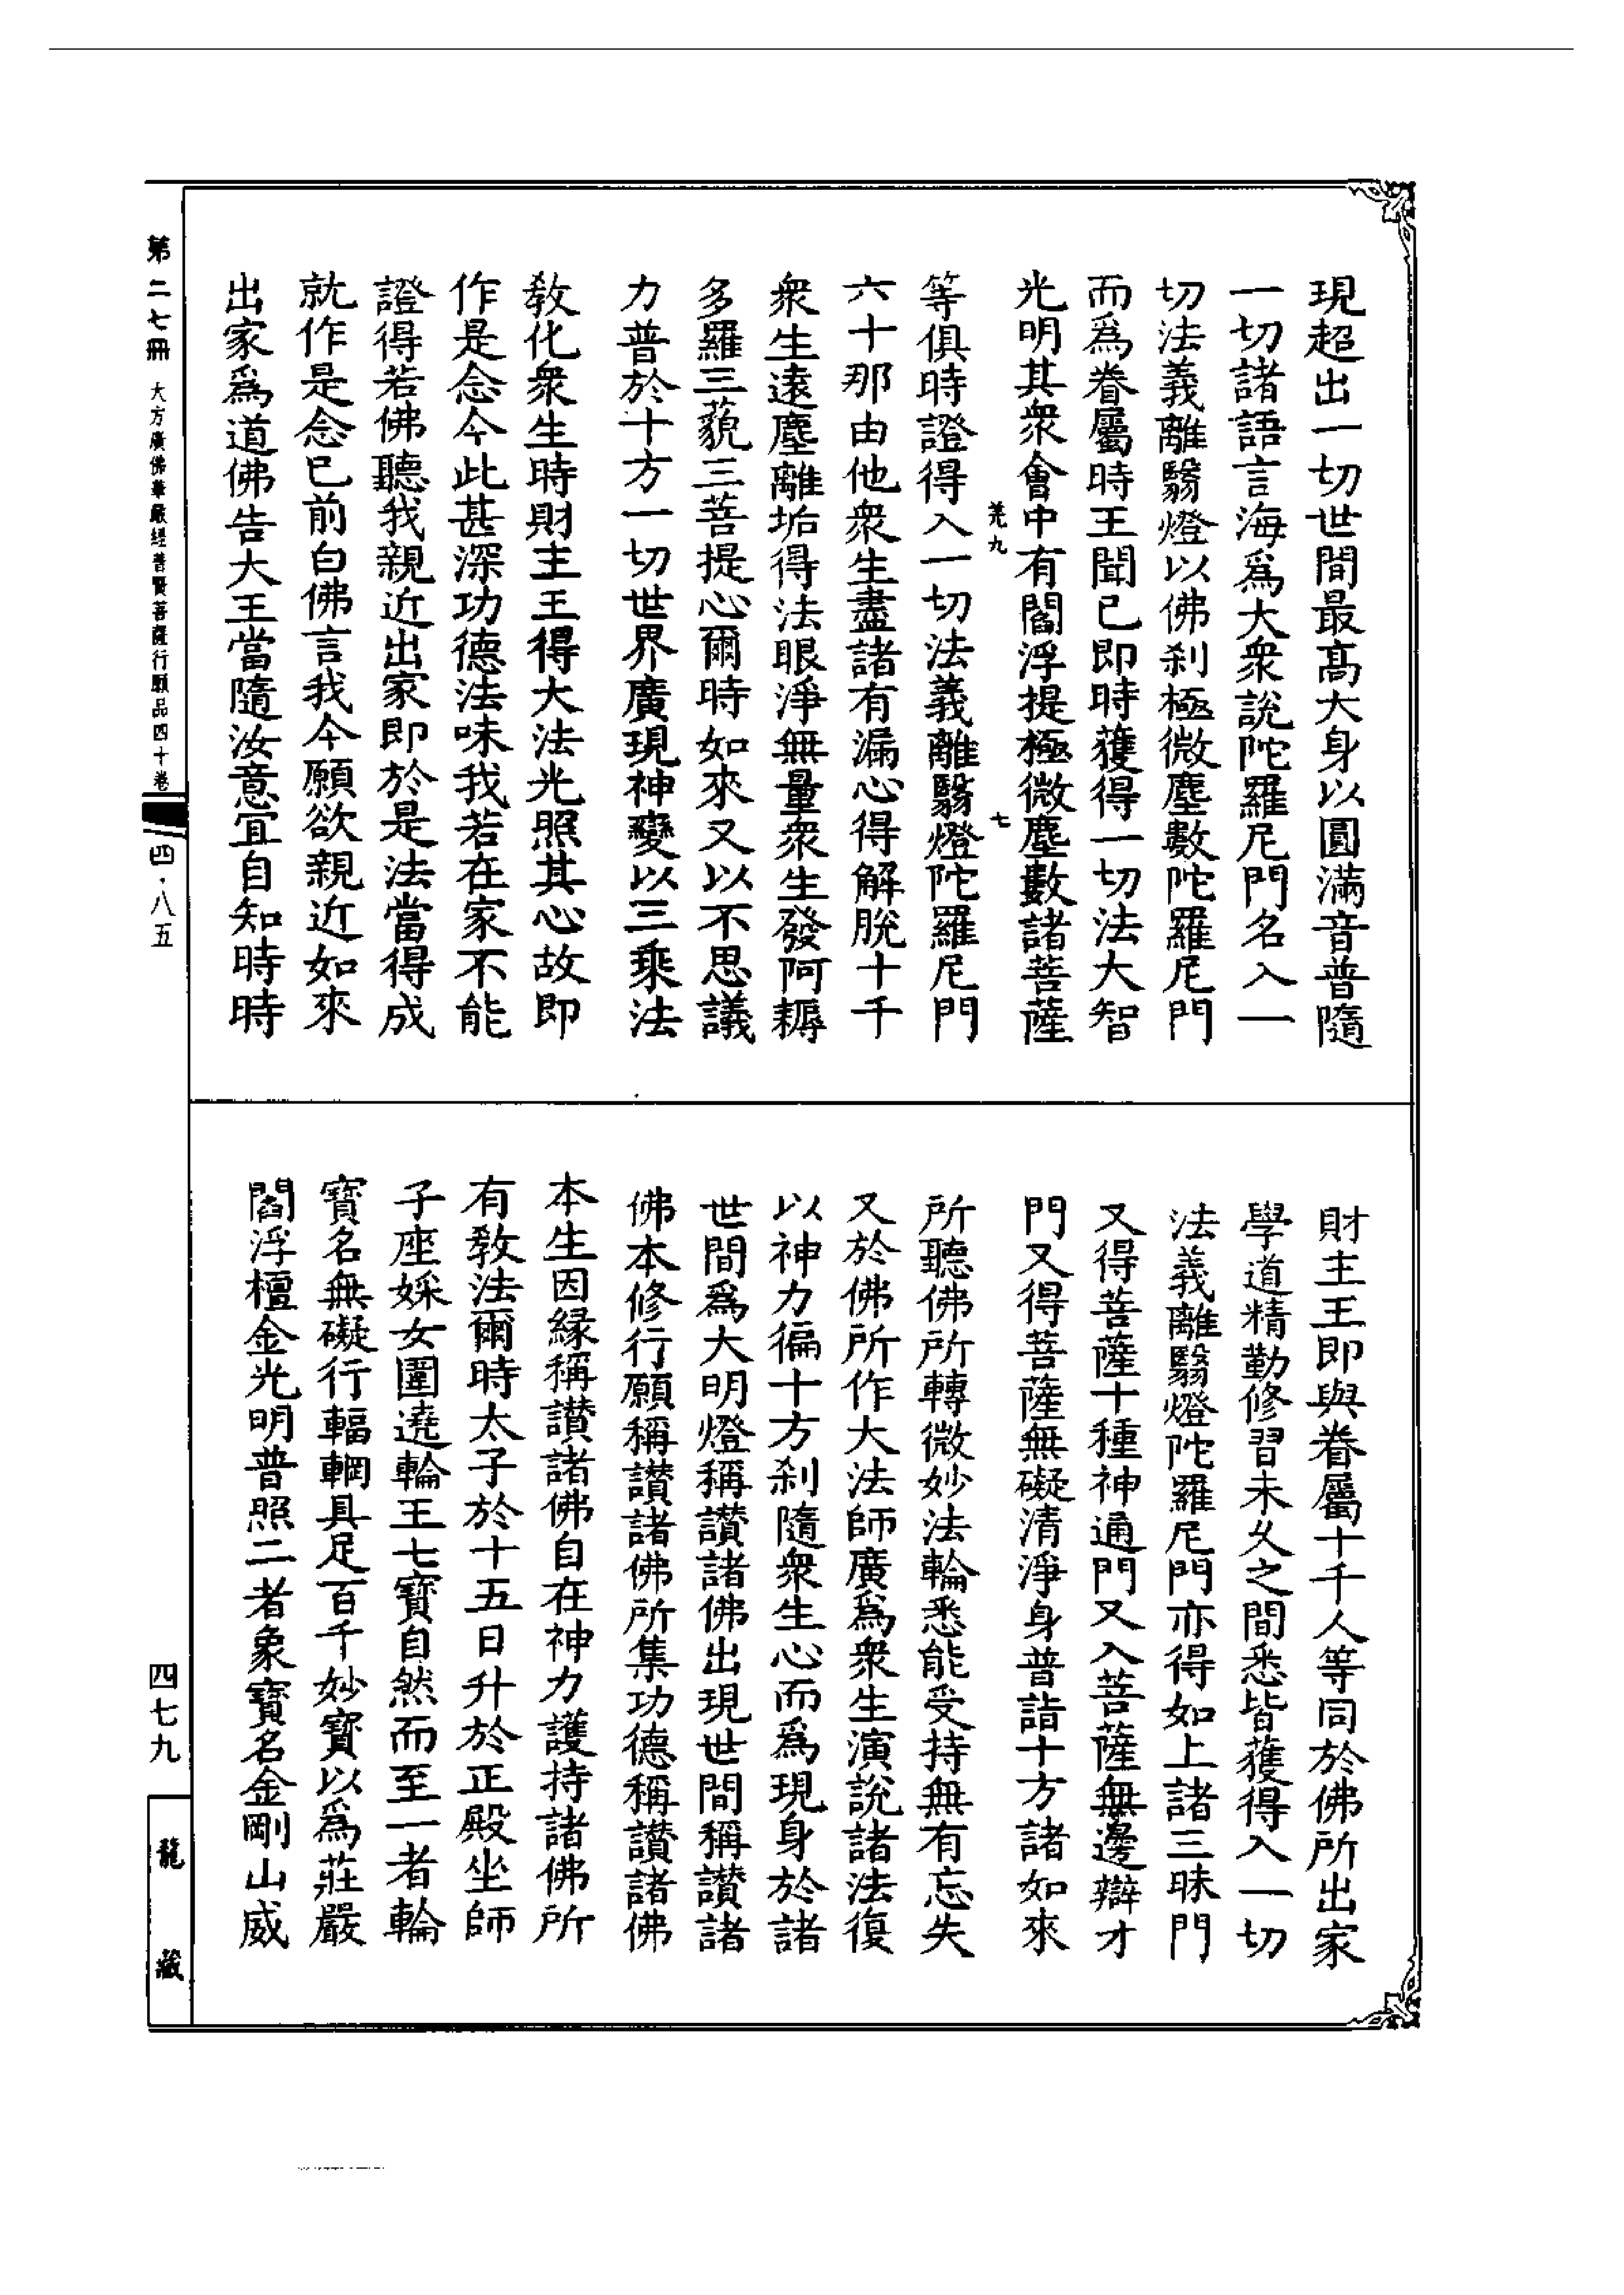 現超出一切世間最高大身以圓滿音普隨
一切諸語言海爲大衆說陀羅尼門名入一
切法義離翳燈以佛刹極微塵數陀羅尼門
而爲眷屬時王聞已即時獲得一切法大智
光明其衆會中有閻浮提極微塵數諸菩薩
羌九
七
等俱時證得入一切法義離翳燈陀羅尼門
六十那由他衆生盡諸有漏心得解脫十千
衆生遠塵離垢得法眼淨無量衆生發阿耨
多羅三藐三菩提心爾時如來又以不思議
力普於十方一切世界廣現神變以三乘法
敎化衆生時財主王得大法光照其心故即
作是念今此甚深功德法味我若在家不能
證得若佛聽我親近出家即於是法當得成
就作是念已前白佛言我今願欲親近如來
出家爲道佛告大王當隨汝意宜自知時時
財主王即與眷屬十千人等同於佛所出家
學道精勤修習未久之間悉皆獲得入一切
法義離翳燈陀羅尼門亦得如上諸三昧門
又得菩薩十種神通門又入菩薩無邊辯才
門又得菩薩無礙清淨身普詣十方諸如來
所聽佛所轉微妙法輪悉能受持無有忘失
又於佛所作大法師廣爲衆生演說諸法復
以神力徧十方刹隨衆生心而爲現身於諸
世間爲大明燈稱讚諸佛出現世間稱讚諸
佛本修行願稱讚諸佛所集功德稱讚諸佛
本生因緣稱讚諸佛自在神力護持諸佛所
有敎法爾時太子於十五日升於正殿坐師
子座婇女圍遶輪王七寶自然而至一者輪
寶名無礙行輻輞具足百千妙寶以爲莊嚴
閻浮檀金光明普照二者象寶名金剛山威
第二七冊 大方廣佛華嚴經普賢菩薩行願品四十卷 四·八五
四七九
龍藏